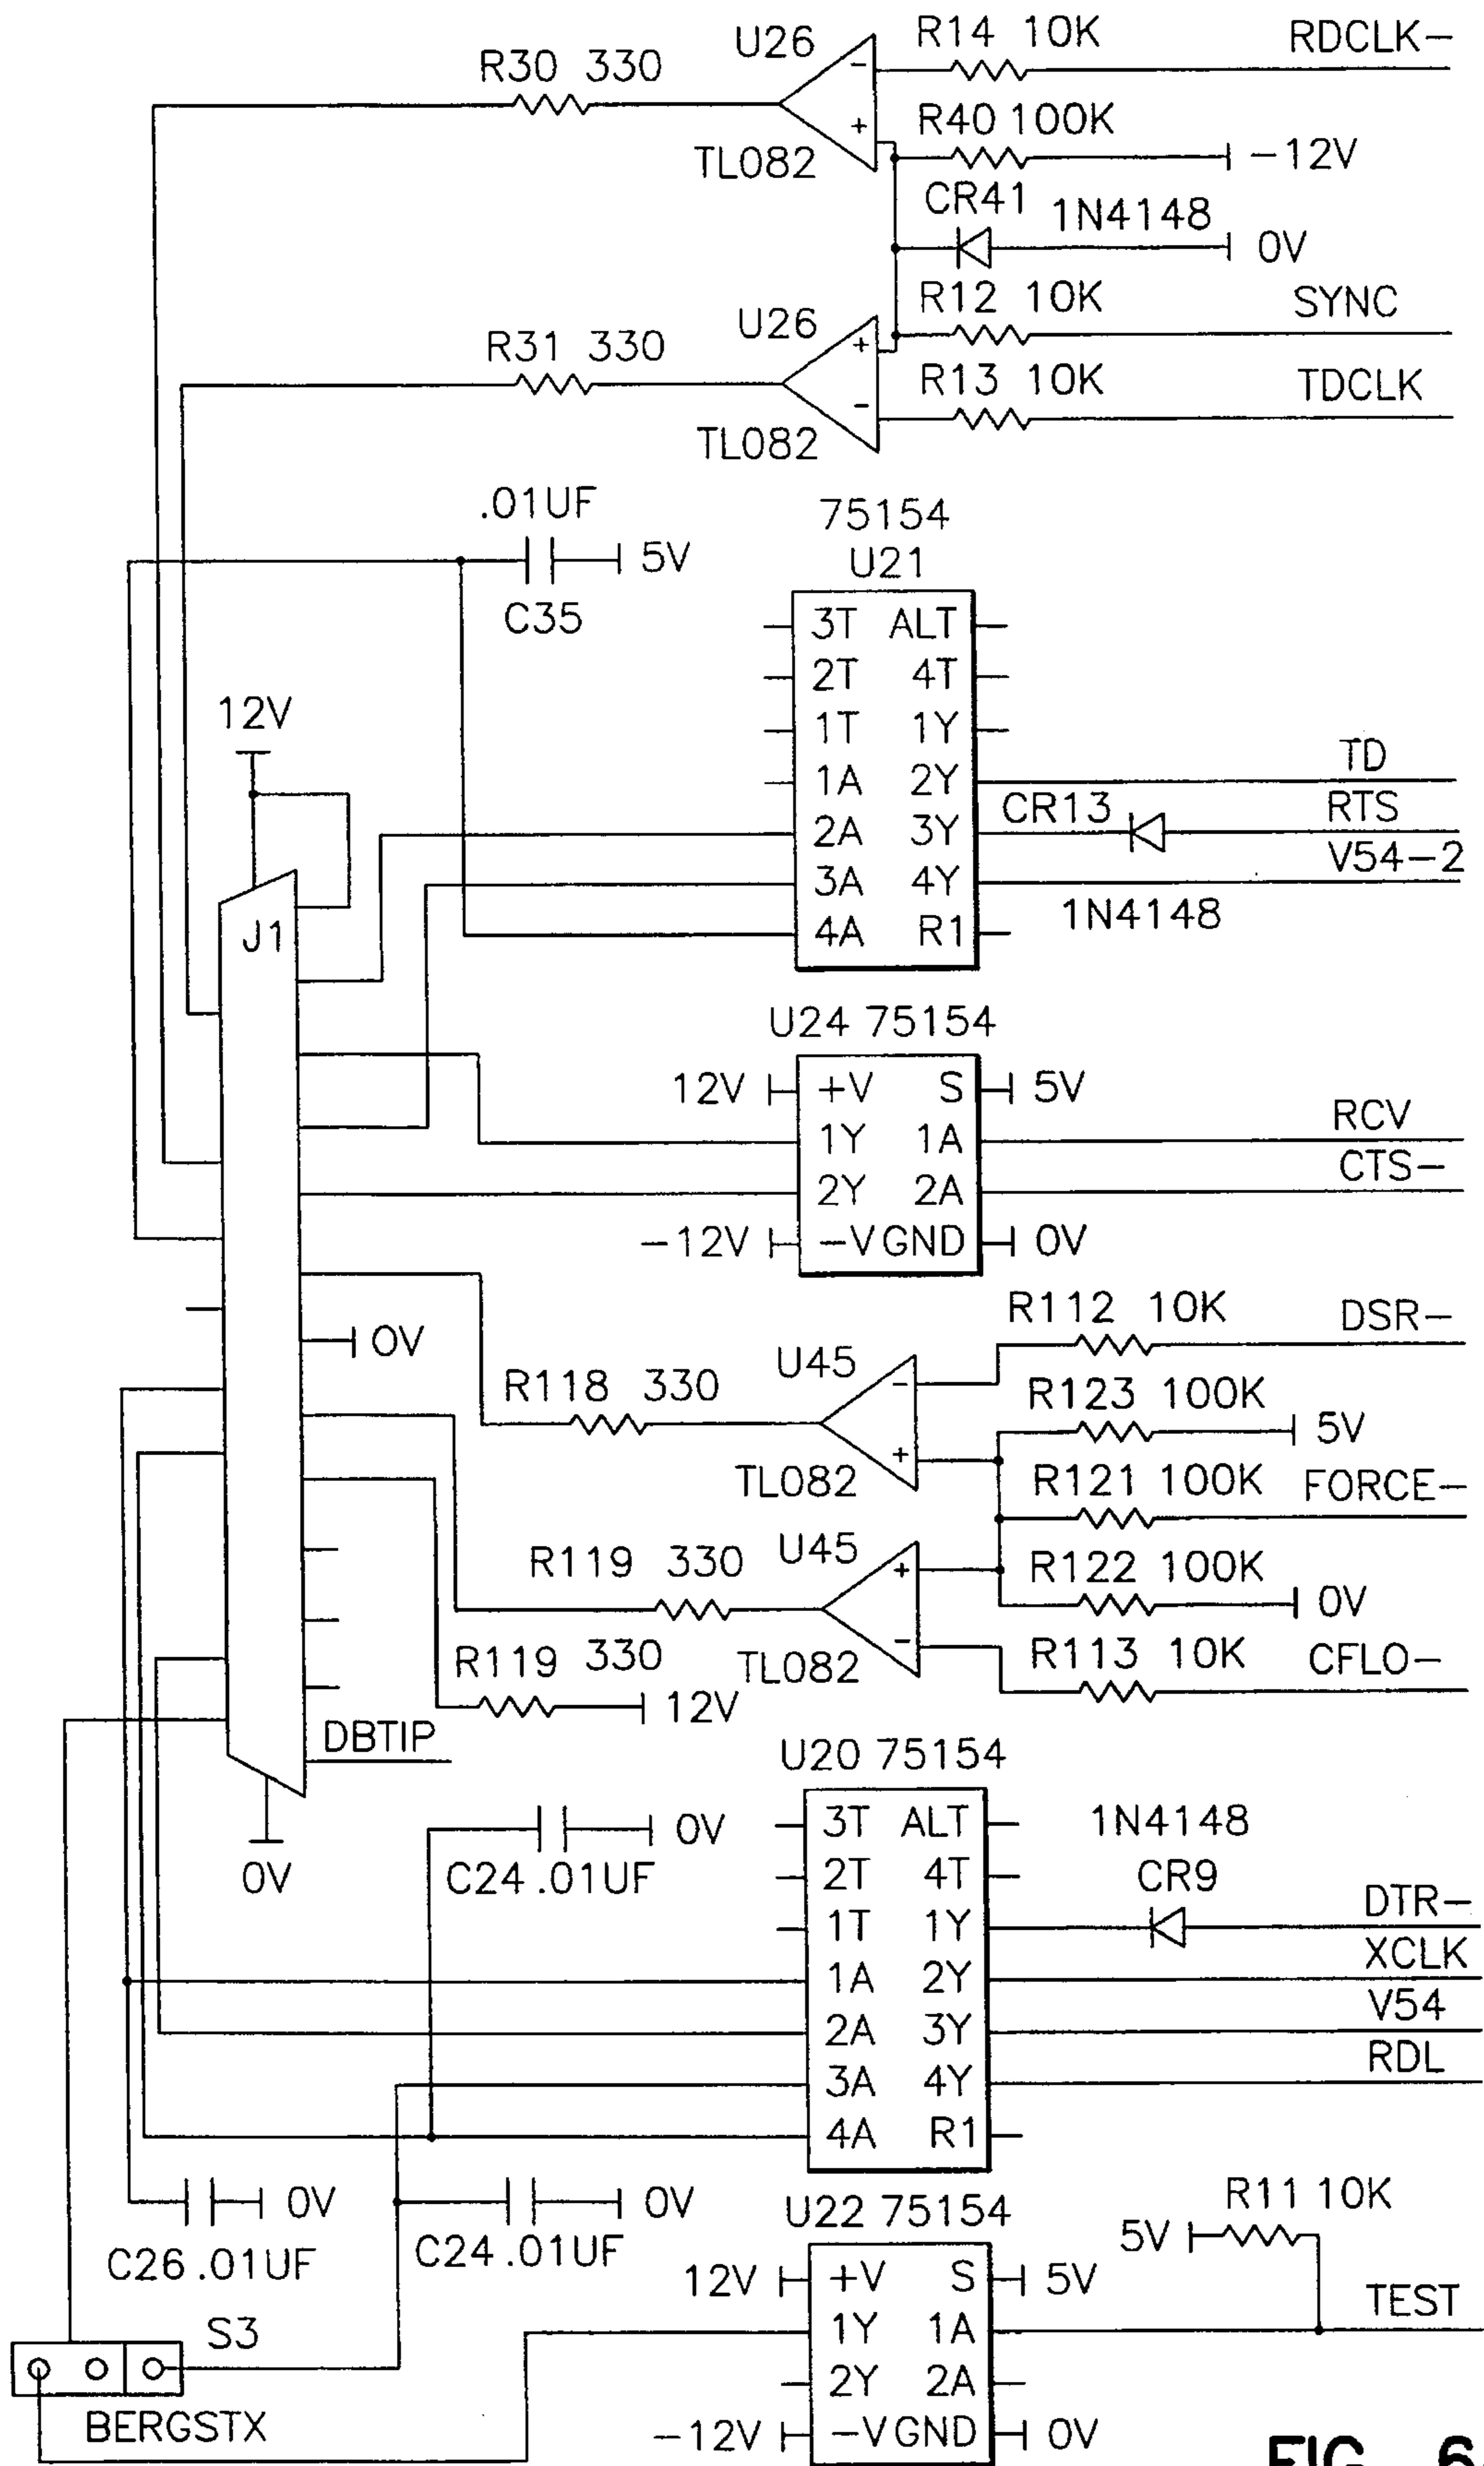 U26 R14 10K RDCLK-
R30 330
-
+
R40 100K
TL082 -12V
CR41 1N4148
0V
R12 10K SYNC
U26
R31 330 +
R13 10K TDCLK
-
TL082
.01UF 75154
5V U21
C35
3T ALT
2T 4T
12V
1T 1Y
TD
1A 2Y
CR13 RTS
2A 3Y
V54-2
3A 4Y
1N4148
J1 4A R1
U24 75154
12V +V S 5V
RCV
1Y 1A
CTS-
2Y 2A
-12V -V GND 0V
R112 10K DSR-
0V
U45
R118 330 -
R123 100K
5V
+
TL082 R121 100K FORCE-
U45
R119 330 +
R122 100K
0V
-
R119 330 TL082 R113 10K CFLO-
12V
DBTIP
U20 75154
0V 3T ALT 1N4148
0V C24 .01UF 2T 4T CR9
DTR-
1T 1Y
XCLK
1A 2Y
V54
2A 3Y
RDL
3A 4Y
4A R1
0V 0V R11 10K
U22 75154
C26 .01UF C24 .01UF 5V
12V +V S 5V
TEST
S3 1Y 1A
2Y 2A
BERGSTX
-12V -V GND 0V
FIG. 6